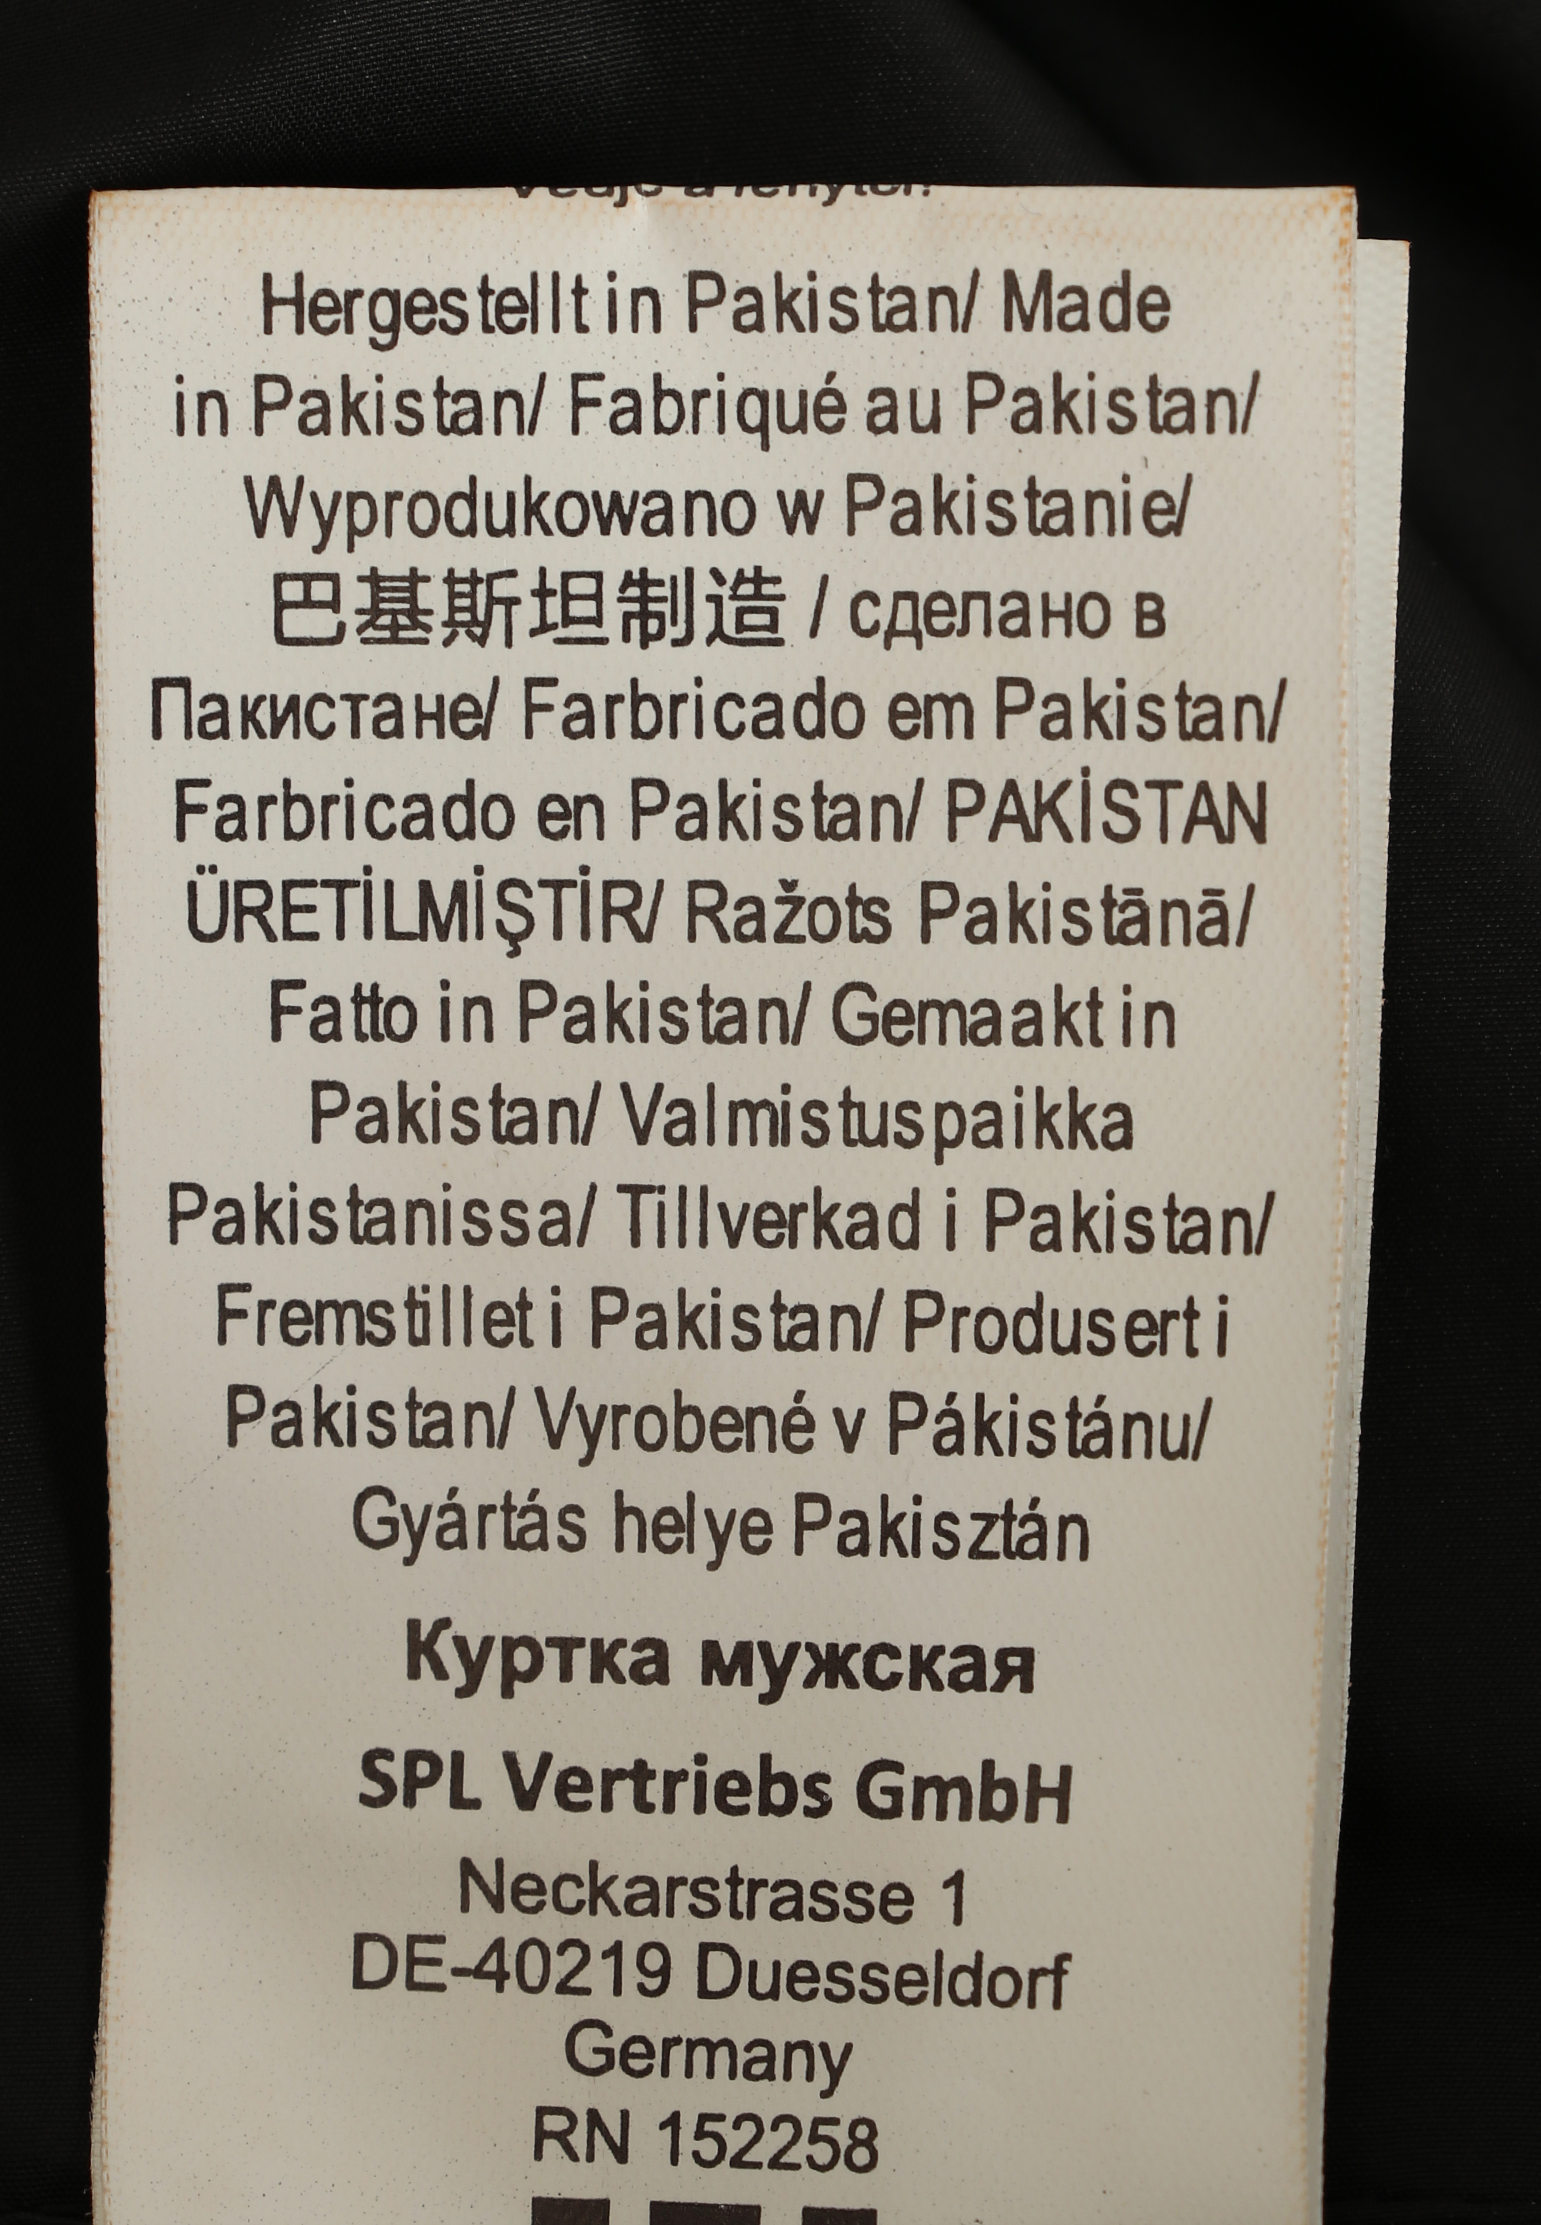 Hergestellt in Pakistan/ Made
in Pakistan/ Fabriqué au Pakistan/
Wyprodukowano w Pakistanie/
巴基斯坦制造 / сделано в
Пакистане/ Farbricado em Pakistan/
Farbricado en Pakistan/ PAKİSTAN
ÜRETİLMİŞTİR/ Ražots Pakistānā/
Fatto in Pakistan/ Gemaakt in
Pakistan/ Valmistuspaikka
Pakistanissa/ Tillverkad i Pakistan/
Fremstillet i Pakistan/ Produsert i
Pakistan/ Vyrobené v Pákistánu/
Gyártás helye Pakisztán
Куртка мужская
SPL Vertriebs GmbH
Neckarstrasse 1
DE-40219 Duesseldorf
Germany
RN 152258